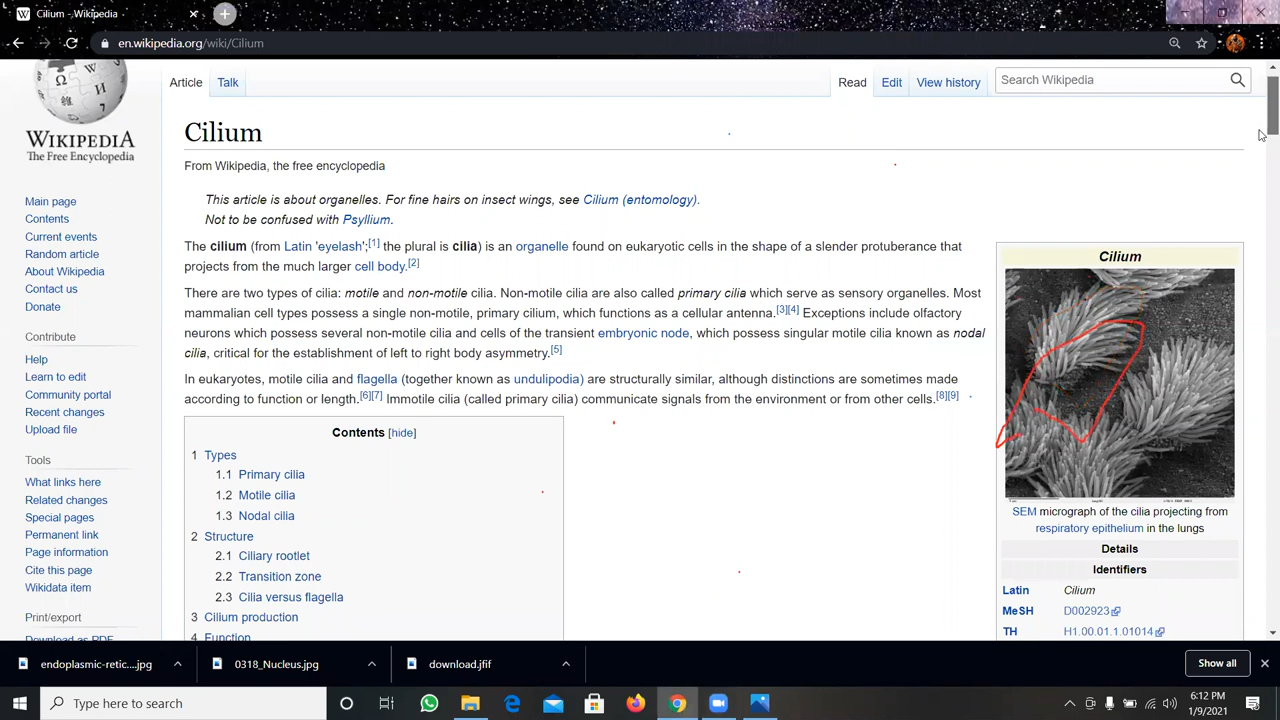 Cilium - Wikipedia
en.wikipedia.org/wiki/Cilium
WIKIPEDIA
The Free Encyclopedia
Main page
Contents
Current events
Random article
About Wikipedia
Contact us
Donate
Contribute
Help
Learn to edit
Community portal
Recent changes
Upload file
Tools
What links here
Related changes
Special pages
Permanent link
Page information
Cite this page
Wikidata item
Print/export
Download as PDF
Article Talk Read Edit View history Search Wikipedia
Cilium
From Wikipedia, the free encyclopedia
This article is about organelles. For fine hairs on insect wings, see Cilium (entomology).
Not to be confused with Psyllium.
The cilium (from Latin 'eyelash';[1] the plural is cilia) is an organelle found on eukaryotic cells in the shape of a slender protuberance that
projects from the much larger cell body.[2]
There are two types of cilia: motile and non-motile cilia. Non-motile cilia are also called primary cilia which serve as sensory organelles. Most
mammalian cell types possess a single non-motile, primary cilium, which functions as a cellular antenna.[3][4] Exceptions include olfactory
neurons which possess several non-motile cilia and cells of the transient embryonic node, which possess singular motile cilia known as nodal
cilia, critical for the establishment of left to right body asymmetry.[5]
In eukaryotes, motile cilia and flagella (together known as undulipodia) are structurally similar, although distinctions are sometimes made
according to function or length.[6][7] Immotile cilia (called primary cilia) communicate signals from the environment or from other cells.[8][9]
Contents [hide]
1 Types
1.1 Primary cilia
1.2 Motile cilia
1.3 Nodal cilia
2 Structure
2.1 Ciliary rootlet
2.2 Transition zone
2.3 Cilia versus flagella
3 Cilium production
4 Function
Cilium
SEM micrograph of the cilia projecting from
respiratory epithelium in the lungs
Details
Identifiers
Latin Cilium
MeSH D002923
TH H1.00.01.1.01014
endoplasmic-retic....jpg 0318_Nucleus.jpg download.jfif Show all
Type here to search
6:12 PM
1/9/2021